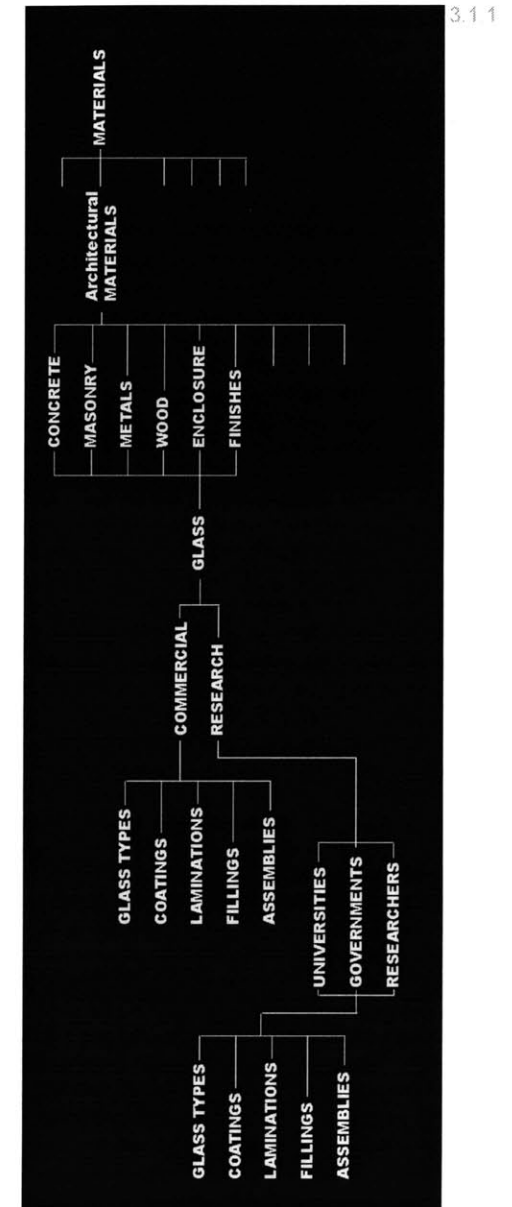 3.1 1
MATERIALS
Architectural
MATERIALS
CONCRETE
MASONRY
METALS
WOOD
ENCLOSURE
FINISHES
GLASS
COMMERCIAL
RESEARCH
GLASS TYPES
COATINGS
LAMINATIONS
FILLINGS
ASSEMBLIES
UNIVERSITIES
GOVERNMENTS
RESEARCHERS
GLASS TYPES
COATINGS
LAMINATIONS
FILLINGS
ASSEMBLIES